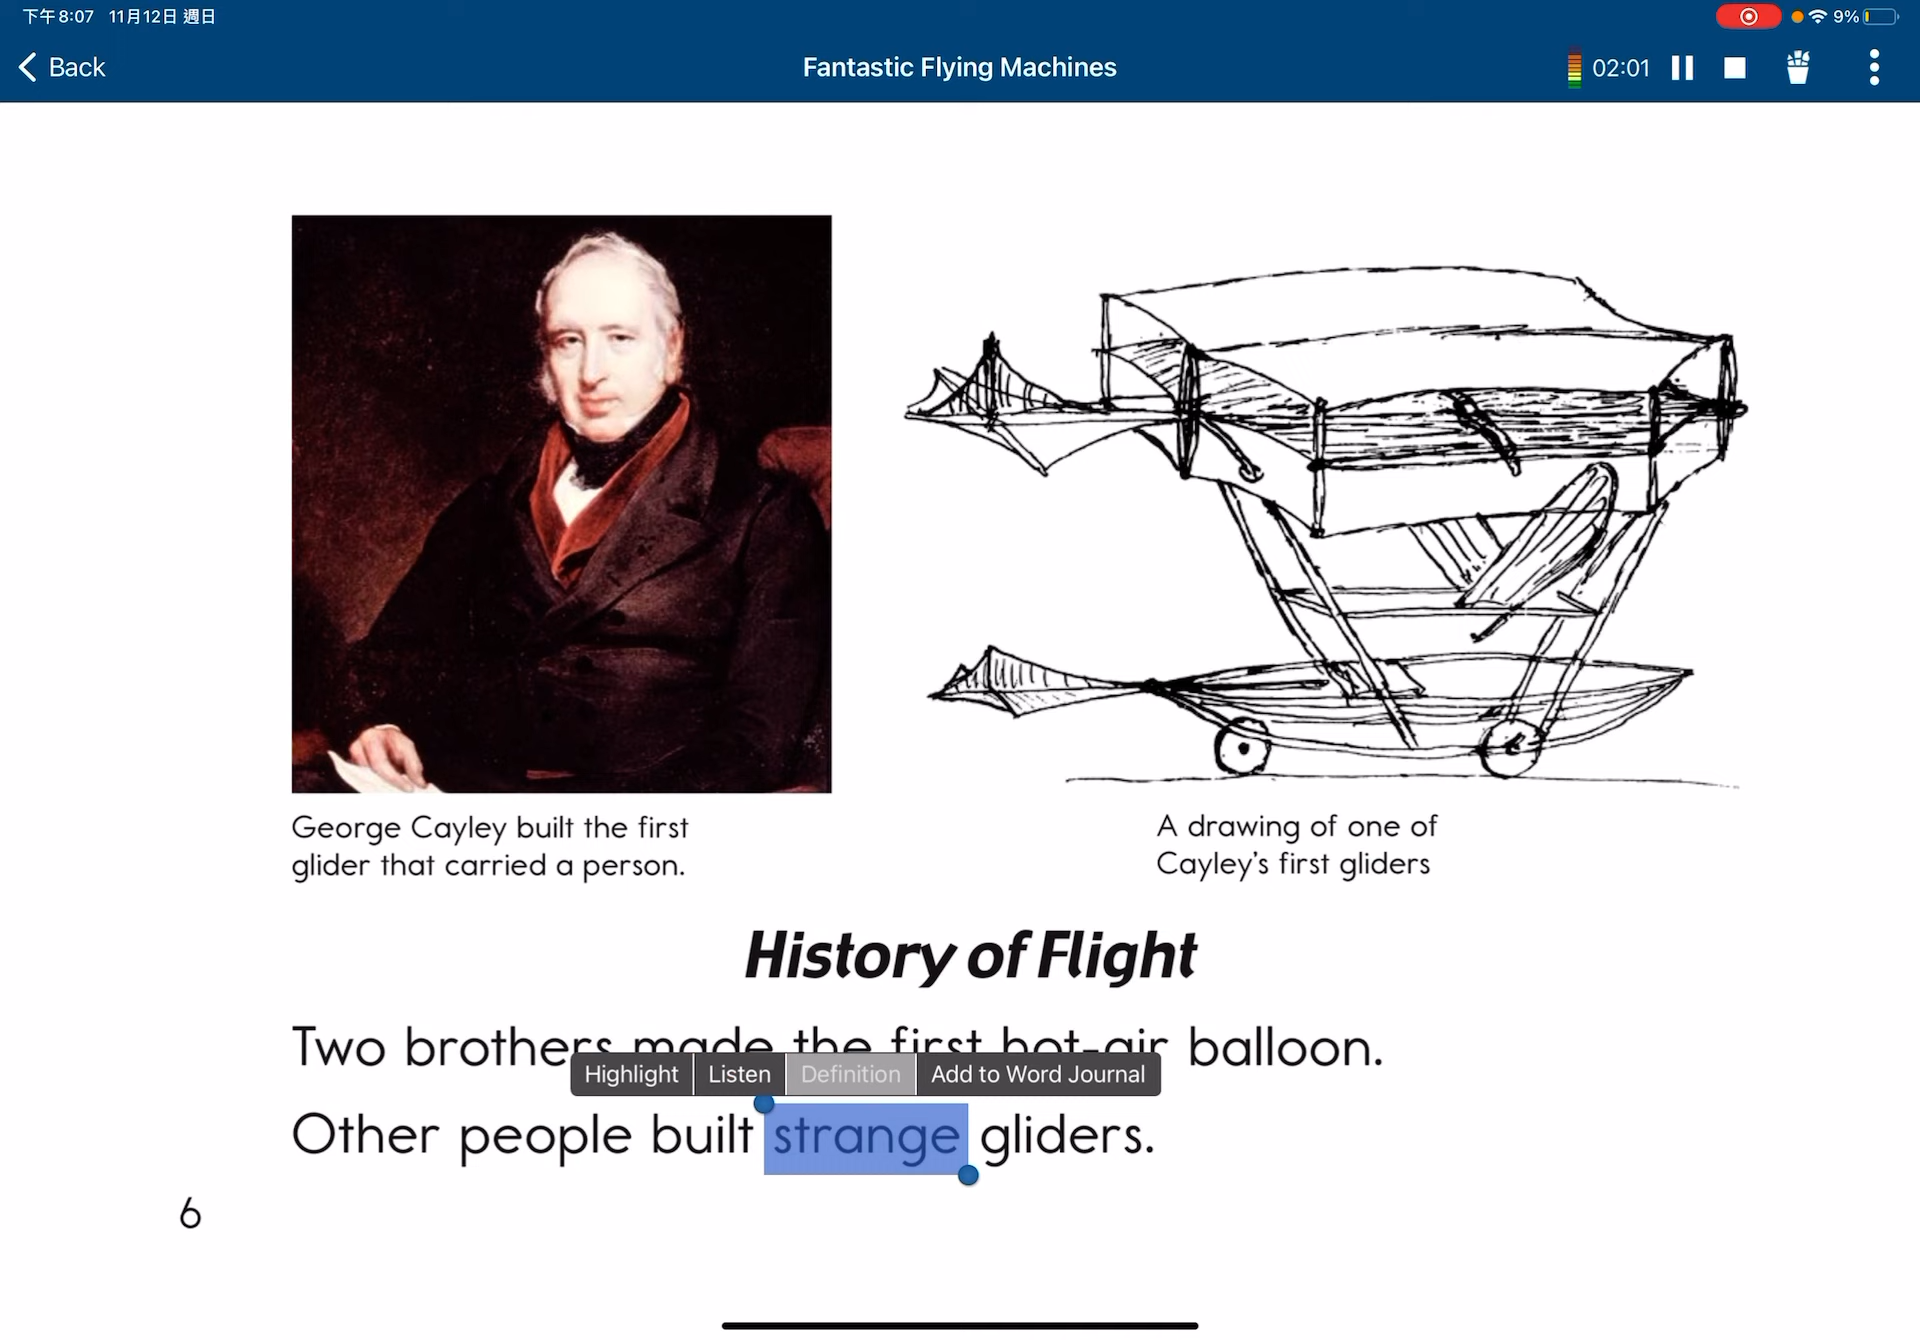 下午8:07 11月12日 週日
9%
Back
Fantastic Flying Machines
02:01
George Cayley built the first
glider that carried a person.
A drawing of one of
Cayley's first gliders
History of Flight
Two brothers made the first hot-air balloon.
Highlight
Listen
Definition
Add to Word Journal
Other people built strange gliders.
6